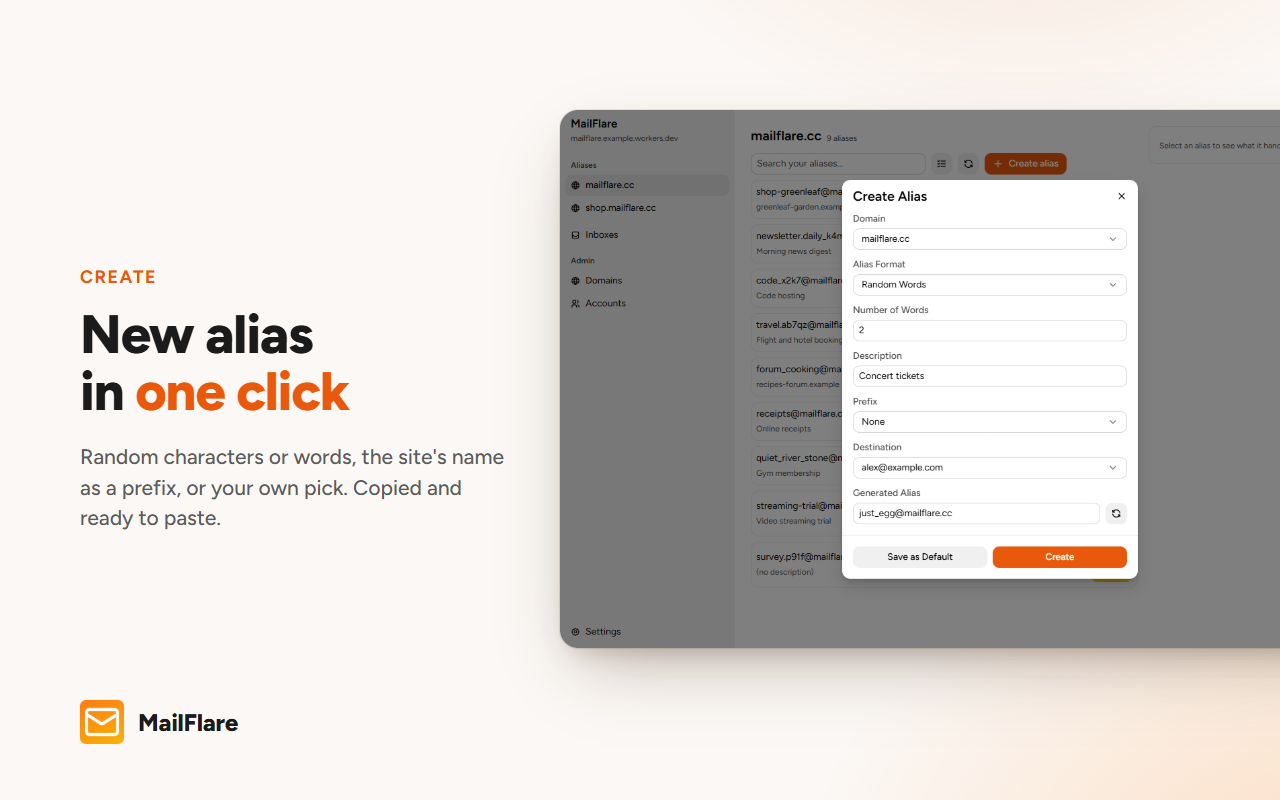 CREATE
New alias
in one click
Random characters or words, the site's name
as a prefix, or your own pick. Copied and
ready to paste.
MailFlare
MailFlare
mailflare.example.workers.dev
Aliases
mailflare.cc
shop.mailflare.cc
Inboxes
Admin
Domains
Accounts
Settings
mailflare.cc 9 aliases
Search your aliases...
Create alias
shop-greenleaf@ma
greenleaf-garden.examp
newsletter.daily_k4m
Morning news digest
code_x2k7@mailflare
Code hosting
travel.ab7qz@mailfla
Flight and hotel booking
forum_cooking@ma
recipes-forum.example
receipts@mailflare.c
Online receipts
quiet_river_stone@m
Gym membership
streaming-trial@mai
Video streaming trial
survey.p91f@mailfla
(no description)
Select an alias to see what it hand
Create Alias
Domain
mailflare.cc
Alias Format
Random Words
Number of Words
2
Description
Concert tickets
Prefix
None
Destination
alex@example.com
Generated Alias
just_egg@mailflare.cc
Save as Default
Create